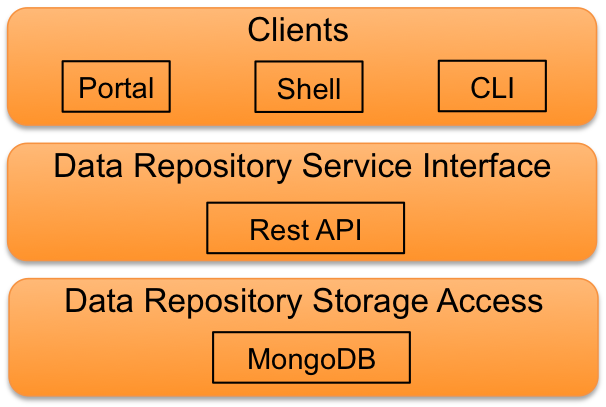 Clients
Portal Shell CLI
Data Repository Service Interface
Rest API
Data Repository Storage Access
MongoDB